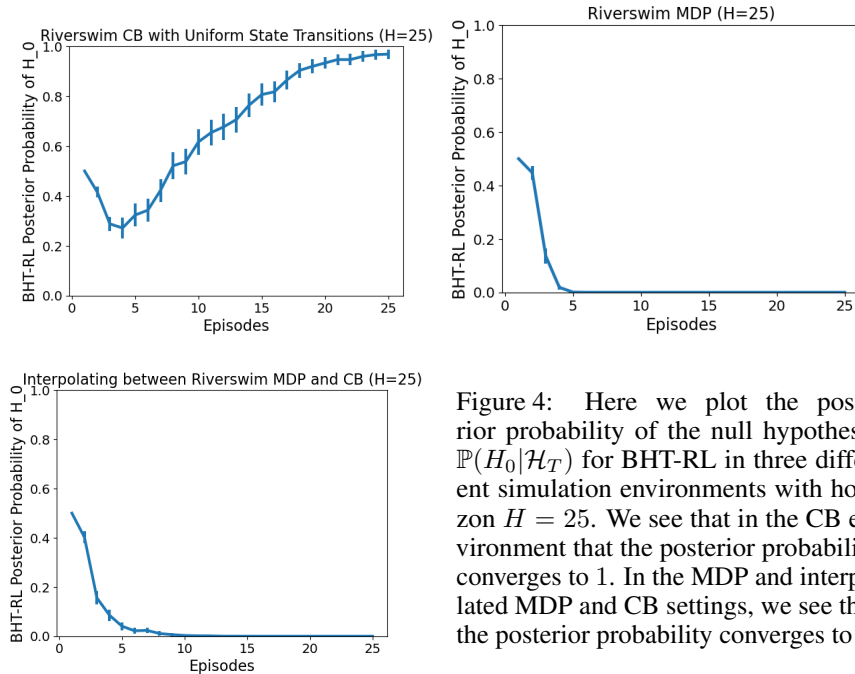 Riverswim CB with Uniform State Transitions (H=25)
BHT-RL Posterior Probability of H_0
1.0
0.8
0.6
0.4
0.2
0.0
0
5
10
15
20
25
Episodes
Riverswim MDP (H=25)
BHT-RL Posterior Probability of H_0
1.0
0.8
0.6
0.4
0.2
0.0
0
5
10
15
20
25
Episodes
Interpolating between Riverswim MDP and CB (H=25)
BHT-RL Posterior Probability of H_0
1.0
0.8
0.6
0.4
0.2
0.0
0
5
10
15
20
25
Episodes
Figure 4: Here we plot the pos
rior probability of the null hypothes
ℙ(H₀|ℋ_T) for BHT-RL in three differ
ent simulation environments with ho
zon H = 25. We see that in the CB e
vironment that the posterior probabili
converges to 1. In the MDP and interp
lated MDP and CB settings, we see th
the posterior probability converges to